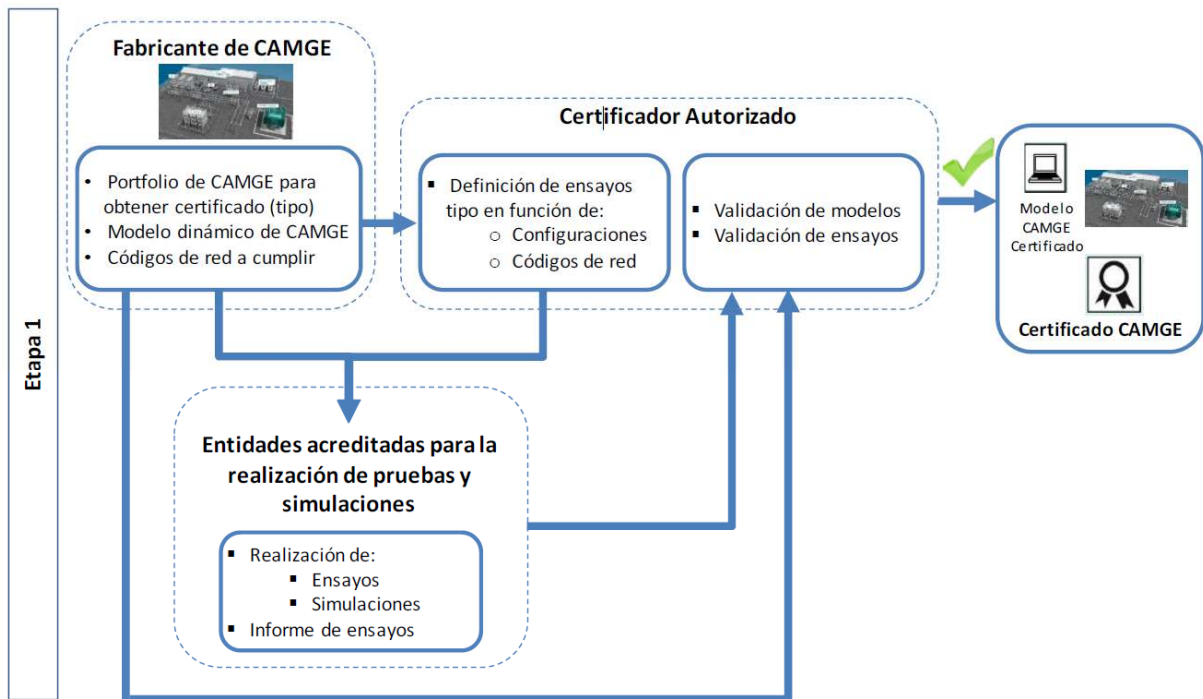 Etapa 1
Fabricante de CAMGE
• Portfolio de CAMGE para
obtener certificado (tipo)
• Modelo dinámico de CAMGE
• Códigos de red a cumplir
Certificador Autorizado
▪ Definición de ensayos
tipo en función de:
o Configuraciones
o Códigos de red
▪ Validación de modelos
▪ Validación de ensayos
Modelo
CAMGE
Certificado
Certificado CAMGE
Entidades acreditadas para la
realización de pruebas y
simulaciones
▪ Realización de:
▪ Ensayos
▪ Simulaciones
▪ Informe de ensayos